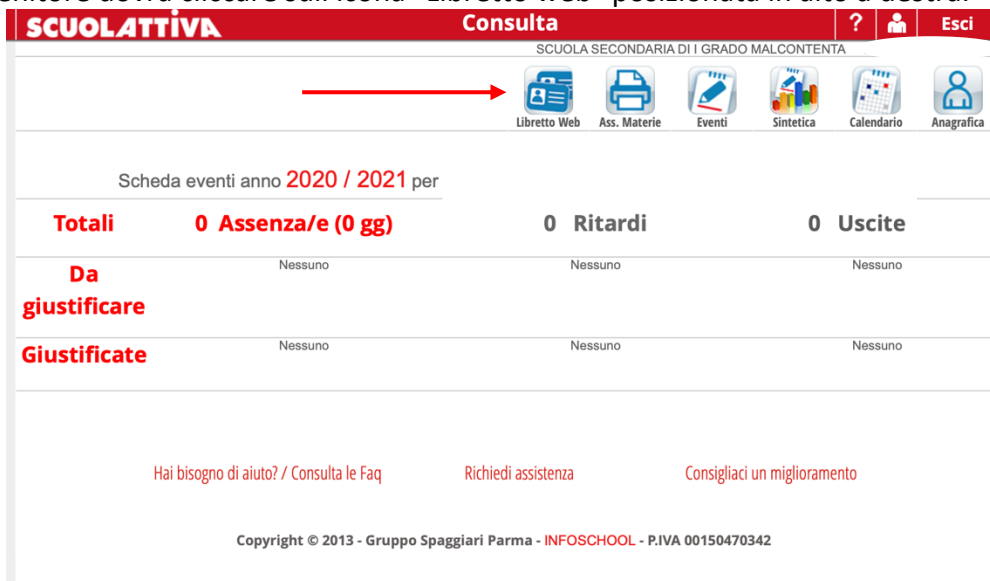 dovrà cliccare sull'icona "Libretto Web" posizionata in alto a destra.
SCUOLATTIVA Consulta ? Esci
SCUOLA SECONDARIA DI I GRADO MALCONTENTA
Libretto Web Ass. Materie Eventi Sintetica Calendario Anagrafica
Scheda eventi anno 2020 / 2021 per
Totali 0 Assenza/e (0 gg) 0 Ritardi 0 Uscite
Da giustificare Nessuno Nessuno Nessuno
Giustificate Nessuno Nessuno Nessuno
Hai bisogno di aiuto? / Consulta le Faq Richiedi assistenza Consigliaci un miglioramento
Copyright © 2013 - Gruppo Spaggiari Parma - INFOSCHOOL - P.IVA 00150470342